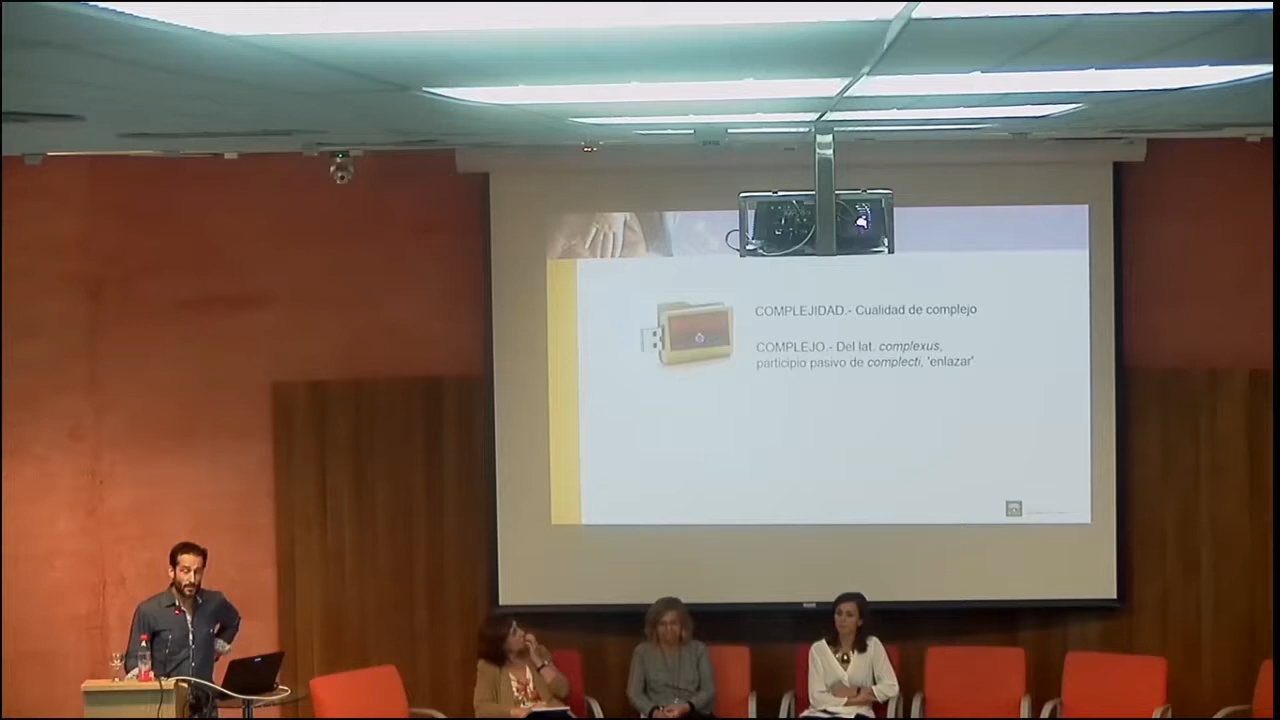 COMPLEJIDAD.- Cualidad de complejo
COMPLEJO.- Del lat. complexus,
participio pasivo de complecti, 'enlazar'